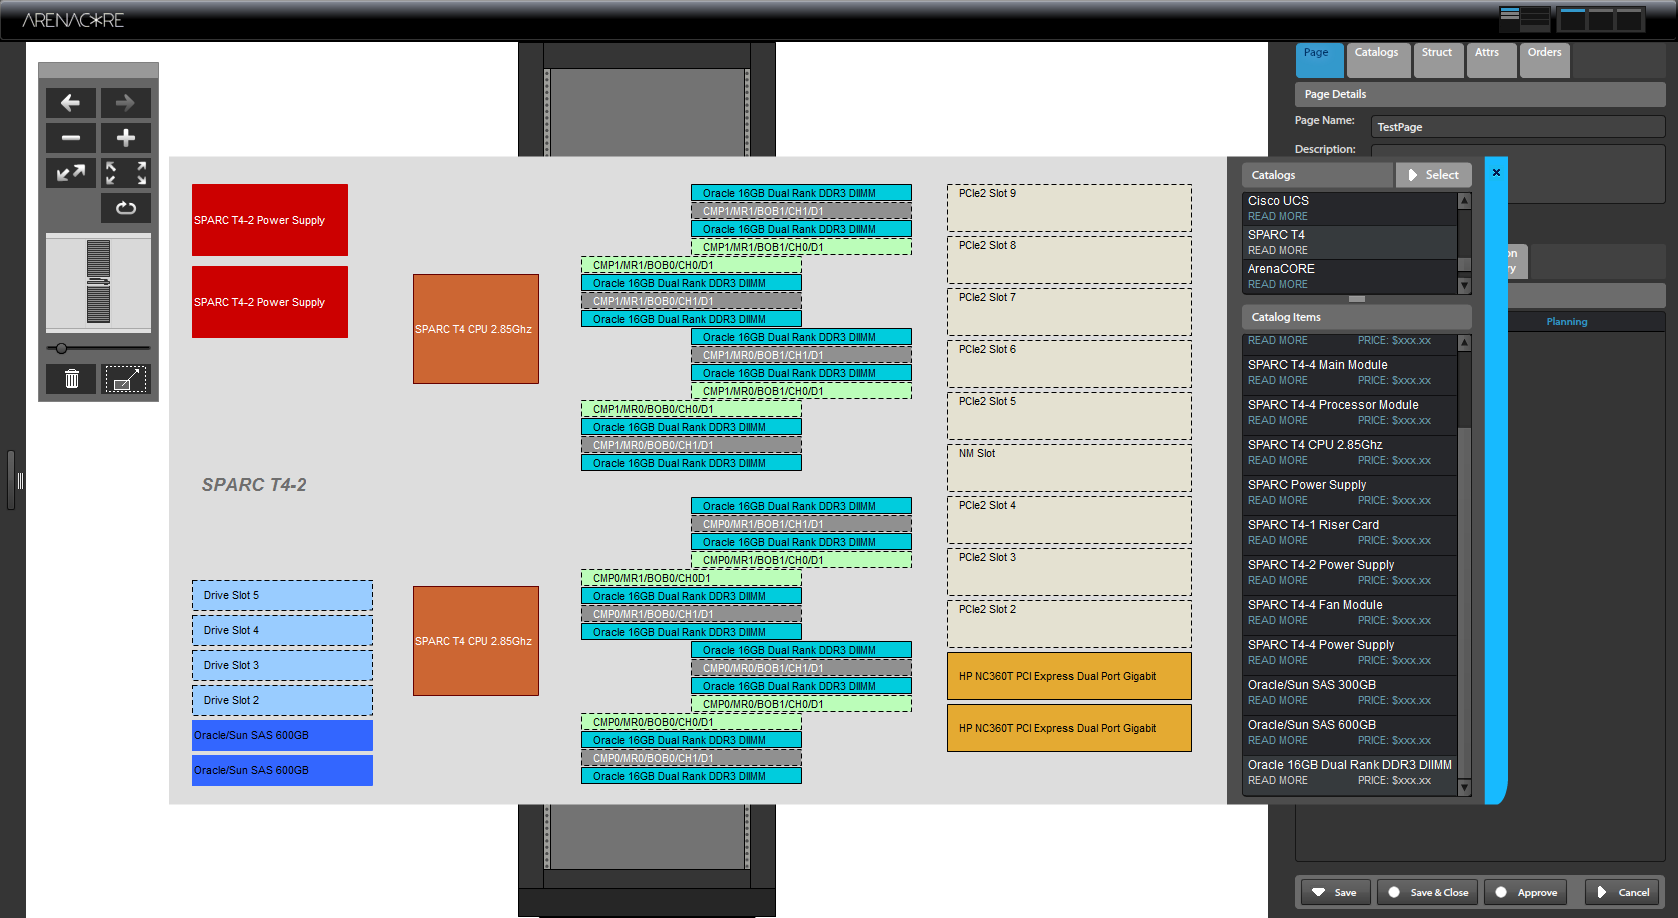 ARENACORE
Page
Catalogs
Struct
Attrs
Orders
Page Details
Page Name:
TestPage
Description:
SPARC T4-2 Power Supply
SPARC T4-2 Power Supply
SPARC T4 CPU 2.85Ghz
SPARC T4-2
Drive Slot 5
Drive Slot 4
Drive Slot 3
Drive Slot 2
Oracle/Sun SAS 600GB
Oracle/Sun SAS 600GB
SPARC T4 CPU 2.85Ghz
Oracle 16GB Dual Rank DDR3 DIIMM
CMP1/MR1/BOB1/CH1/D1
Oracle 16GB Dual Rank DDR3 DIIMM
CMP1/MR1/BOB1/CH0/D1
CMP1/MR1/BOB0/CH0/D1
Oracle 16GB Dual Rank DDR3 DIIMM
CMP1/MR1/BOB0/CH1/D1
Oracle 16GB Dual Rank DDR3 DIIMM
Oracle 16GB Dual Rank DDR3 DIIMM
CMP1/MR0/BOB1/CH1/D1
Oracle 16GB Dual Rank DDR3 DIIMM
CMP1/MR0/BOB1/CH0/D1
CMP1/MR0/BOB0/CH0/D1
Oracle 16GB Dual Rank DDR3 DIIMM
CMP1/MR0/BOB0/CH1/D1
Oracle 16GB Dual Rank DDR3 DIIMM
Oracle 16GB Dual Rank DDR3 DIIMM
CMP0/MR1/BOB1/CH1/D1
Oracle 16GB Dual Rank DDR3 DIIMM
CMP0/MR1/BOB1/CH0/D1
CMP0/MR1/BOB0/CH0D1
Oracle 16GB Dual Rank DDR3 DIIMM
CMP0/MR1/BOB0/CH1/D1
Oracle 16GB Dual Rank DDR3 DIIMM
Oracle 16GB Dual Rank DDR3 DIIMM
CMP0/MR0/BOB1/CH1/D1
Oracle 16GB Dual Rank DDR3 DIIMM
CMP0/MR0/BOB1/CH0/D1
CMP0/MR0/BOB0/CH0/D1
Oracle 16GB Dual Rank DDR3 DIIMM
CMP0/MR0/BOB0/CH1/D1
Oracle 16GB Dual Rank DDR3 DIIMM
PCIe2 Slot 9
PCIe2 Slot 8
PCIe2 Slot 7
PCIe2 Slot 6
PCIe2 Slot 5
NM Slot
PCIe2 Slot 4
PCIe2 Slot 3
PCIe2 Slot 2
HP NC360T PCI Express Dual Port Gigabit
HP NC360T PCI Express Dual Port Gigabit
Catalogs
Select
Cisco UCS
READ MORE
SPARC T4
READ MORE
ArenaCORE
READ MORE
Catalog Items
READ MORE PRICE: $xxx.xx
SPARC T4-4 Main Module
READ MORE PRICE: $xxx.xx
SPARC T4-4 Processor Module
READ MORE PRICE: $xxx.xx
SPARC T4 CPU 2.85Ghz
READ MORE PRICE: $xxx.xx
SPARC Power Supply
READ MORE PRICE: $xxx.xx
SPARC T4-1 Riser Card
READ MORE PRICE: $xxx.xx
SPARC T4-2 Power Supply
READ MORE PRICE: $xxx.xx
SPARC T4-4 Fan Module
READ MORE PRICE: $xxx.xx
SPARC T4-4 Power Supply
READ MORE PRICE: $xxx.xx
Oracle/Sun SAS 300GB
READ MORE PRICE: $xxx.xx
Oracle/Sun SAS 600GB
READ MORE PRICE: $xxx.xx
Oracle 16GB Dual Rank DDR3 DIIMM
READ MORE PRICE: $xxx.xx
Planning
Save
Save & Close
Approve
Cancel